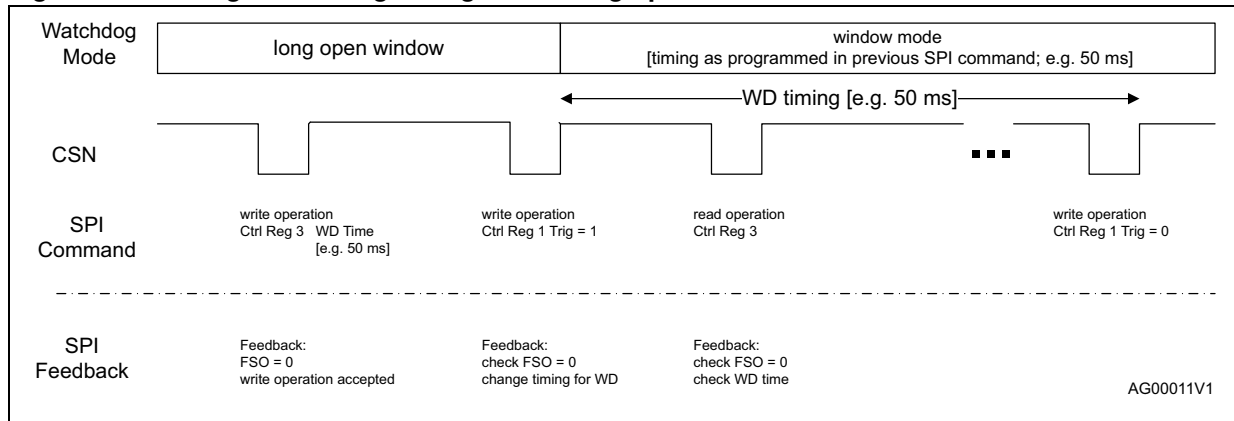 Watchdog
Mode
long open window
window mode
[timing as programmed in previous SPI command; e.g. 50 ms]
WD timing [e.g. 50 ms]
CSN
SPI
Command
write operation
Ctrl Reg 3 WD Time
[e.g. 50 ms]
write operation
Ctrl Reg 1 Trig = 1
read operation
Ctrl Reg 3
write operation
Ctrl Reg 1 Trig = 0
SPI
Feedback
Feedback:
FSO = 0
write operation accepted
Feedback:
check FSO = 0
change timing for WD
Feedback:
check FSO = 0
check WD time
AG00011V1